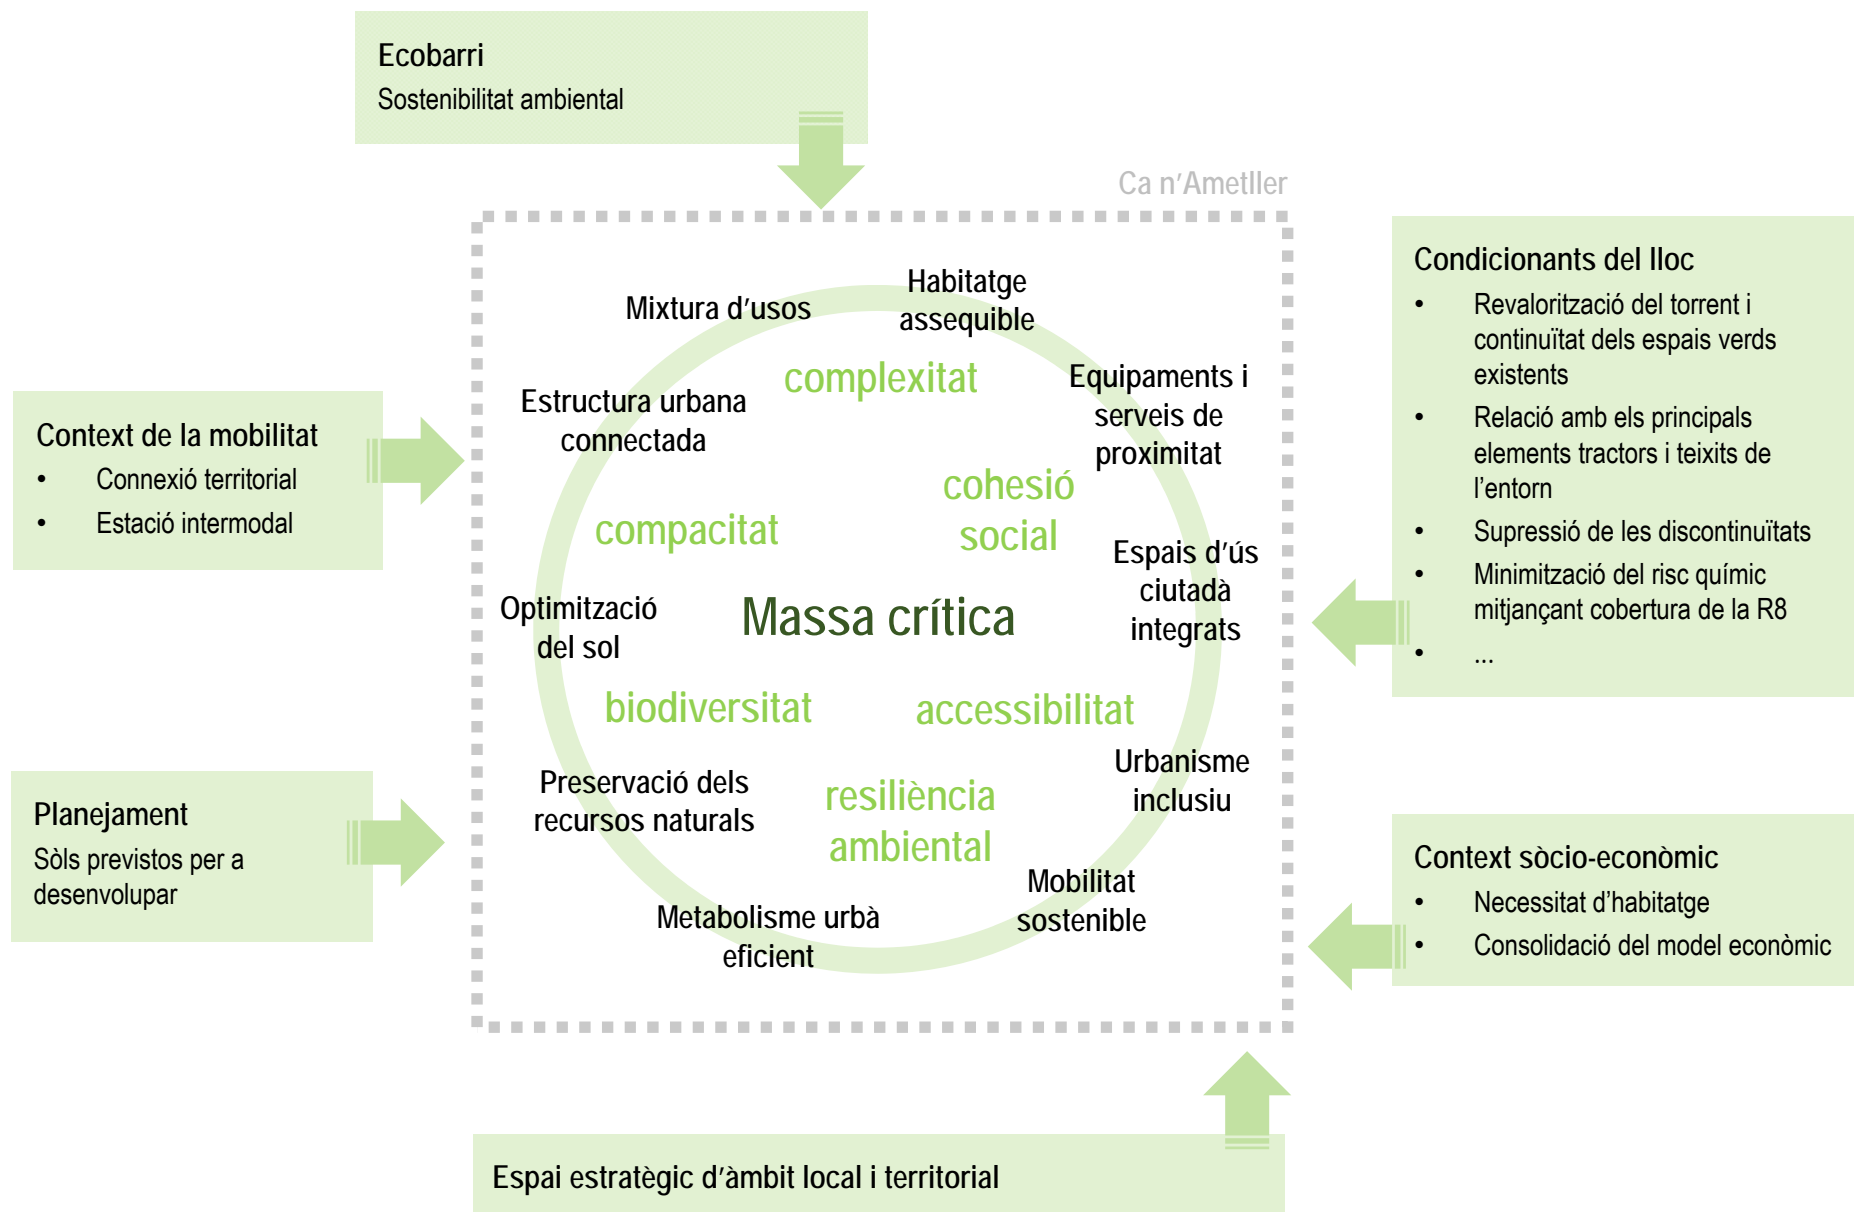 Ecobarri
Sostenibilitat ambiental
Ca n'Ametller
Context de la mobilitat
• Connexió territorial
• Estació intermodal
Planejament
Sòls previstos per a
desenvolupar
Mixtura d'usos
Habitatge
assequible
Estructura urbana
connectada
complexitat
Equipaments i
serveis de
proximitat
compacitat
cohesió
social
Espais d'ús
ciutadà
integrats
Optimització
del sol
Massa crítica
biodiversitat
accessibilitat
Preservació dels
recursos naturals
resiliència
ambiental
Urbanisme
inclusiu
Metabolisme urbà
eficient
Mobilitat
sostenible
Condicionants del lloc
• Revalorització del torrent i
continuïtat dels espais verds
existents
• Relació amb els principals
elements tractors i teixits de
l'entorn
• Supressió de les discontinuïtats
• Minimització del risc químic
mitjançant cobertura de la R8
• ...
Context sòcio-econòmic
• Necessitat d'habitatge
• Consolidació del model econòmic
Espai estratègic d'àmbit local i territorial